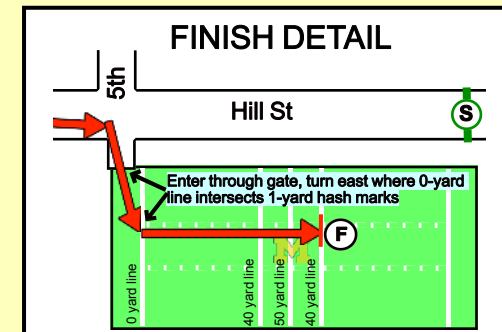 FINISH DETAIL
5th
Hill St
S
Enter through gate, turn east where 0-yard
line intersects 1-yard hash marks
F
M
0 yard line
40 yard line
50 yard line
40 yard line